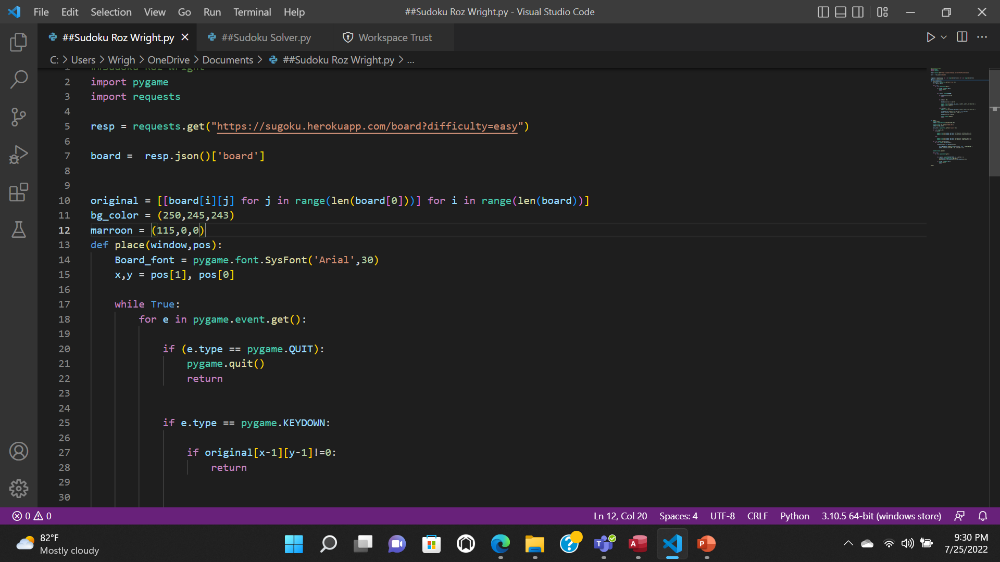 File Edit Selection View Go Run Terminal Help
##Sudoku Roz Wright.py - Visual Studio Code
##Sudoku Roz Wright.py
##Sudoku Solver.py
Workspace Trust
C: > Users > Wrigh > OneDrive > Documents > ##Sudoku Roz Wright.py > ...
1 ##Sudoku Roz Wright
2 import pygame
3 import requests
4
5 resp = requests.get("https://sugoku.herokuapp.com/board?difficulty=easy")
6
7 board =  resp.json()['board']
8
9
10 original = [[board[i][j] for j in range(len(board[0]))] for i in range(len(board))]
11 bg_color = (250,245,243)
12 marroon = (115,0,0)
13 def place(window,pos):
14     Board_font = pygame.font.SysFont('Arial',30)
15     x,y = pos[1], pos[0]
16
17     while True:
18         for e in pygame.event.get():
19
20             if (e.type == pygame.QUIT):
21                 pygame.quit()
22                 return
23
24
25             if e.type == pygame.KEYDOWN:
26
27                 if original[x-1][y-1]!=0:
28                     return
29
30
0 0
Ln 12, Col 20 Spaces: 4 UTF-8 CRLF Python 3.10.5 64-bit (windows store)
82°F
Mostly cloudy
9:30 PM
7/25/2022